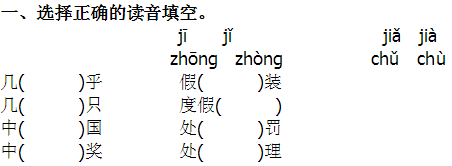 一、选择正确的读音填空。
jī jǐ jiǎ jià
zhōng zhòng chǔ chù
几( )乎 假( )装
几( )只 度假( )
中( )国 处( )罚
中( )奖 处( )理